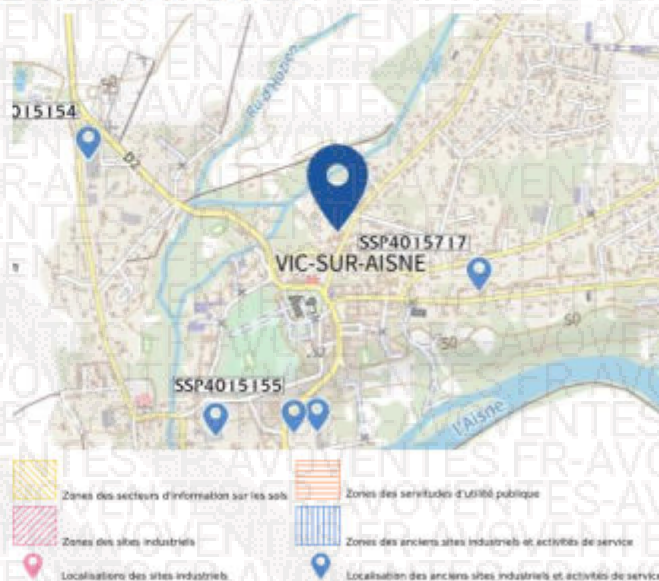 015154
Ru d'Hozien
D2
SSP4015717
VIC-SUR-AISNE
50
50
SSP4015155
L'Aisne
Zones des secteurs d'information sur les sols
Zones des servitudes d'utilité publique
Zones des sites industriels
Zones des anciens sites industriels et activités de service
Localisations des sites industriels
Localisation des anciens sites industriels et activités de service